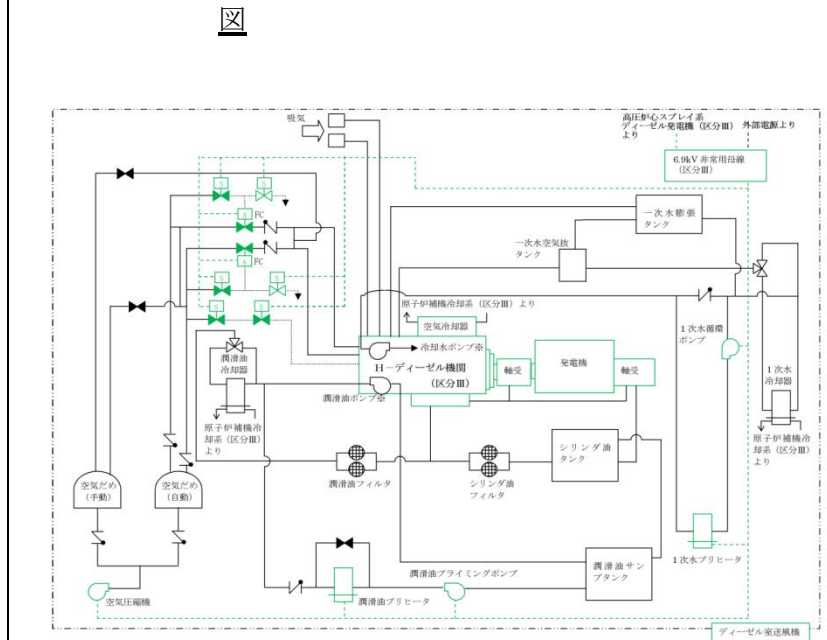 図
高圧炉心スプレイ系
ディーゼル発電機（区分Ⅲ）
より
外部電源より
6.9kV 非常用母線
（区分Ⅲ）
吸気
S
S
A
FC
A
FC
S
S
S
S
一次水膨張
タンク
一次水空気抜
タンク
原子炉補機冷却系（区分Ⅲ）より
空気冷却器
冷却水ポンプ※
H－ディーゼル機関
（区分Ⅲ）
潤滑油ポンプ※
軸受
発電機
軸受
1次水循環
ポンプ
1次水
冷却器
原子炉補機冷
却系（区分Ⅲ）
より
潤滑油
冷却器
原子炉補機冷
却系（区分Ⅲ）
より
空気だめ
（手動）
空気だめ
（自動）
潤滑油フィルタ
シリンダ油
フィルタ
シリンダ油
タンク
1次水プリヒータ
潤滑油プライミングポンプ
潤滑油サン
プタンク
空気圧縮機
潤滑油プリヒータ
ディーゼル室送風機